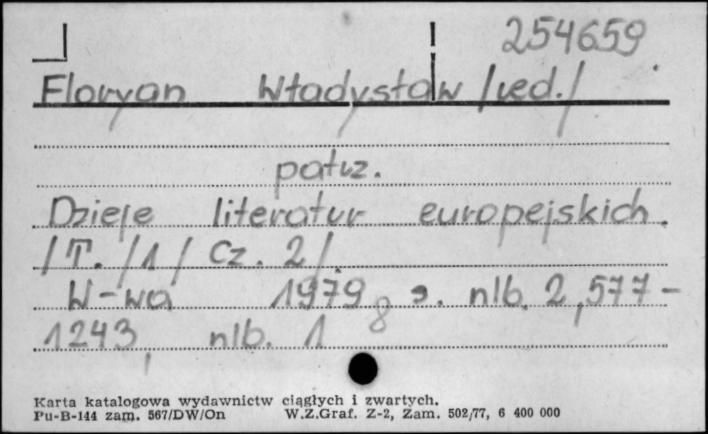 254659
Floryan Władysław /red./
patrz.
Dzieje literatur europejskich.
/T. /1/ Cz. 2/.
W-wa 1979 s. nlb. 2, 577-
8
1243, nlb. 1
Karta katalogowa wydawnictw ciągłych i zwartych.
Pu-B-144 zam. 567/DW/On W.Z.Graf. Z-2, Zam. 502/77, 6 400 000